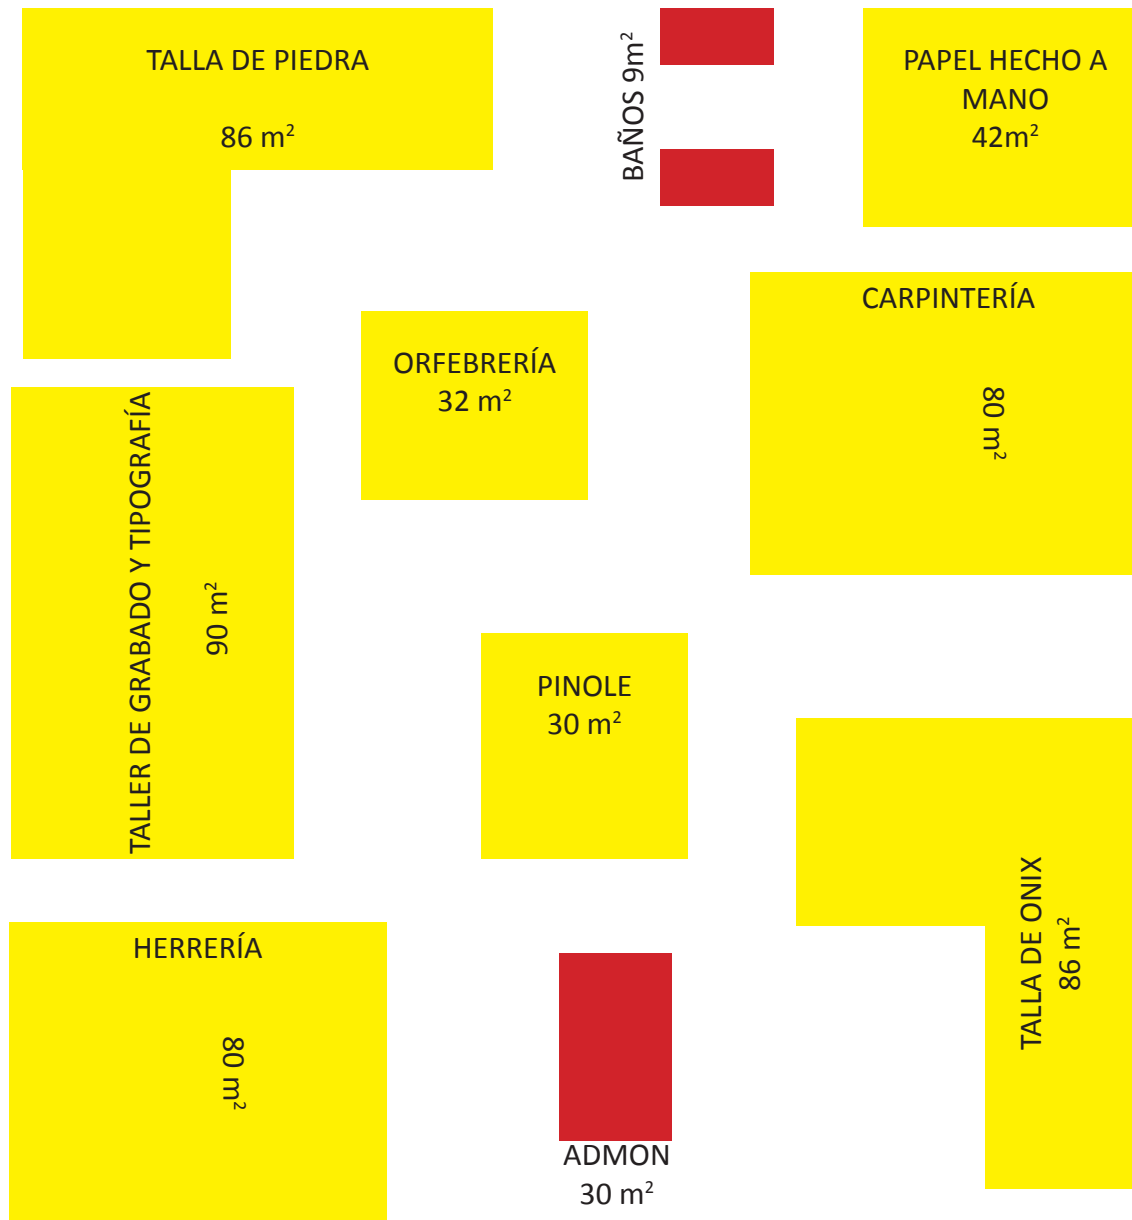 TALLA DE PIEDRA
86 m²
BAÑOS 9m²
PAPEL HECHO A
MANO
42m²
CARPINTERÍA
80 m²
ORFEBRERÍA
32 m²
TALLER DE GRABADO Y TIPOGRAFÍA
90 m²
PINOLE
30 m²
TALLA DE ONIX
86 m²
HERRERÍA
80 m²
ADMON
30 m²